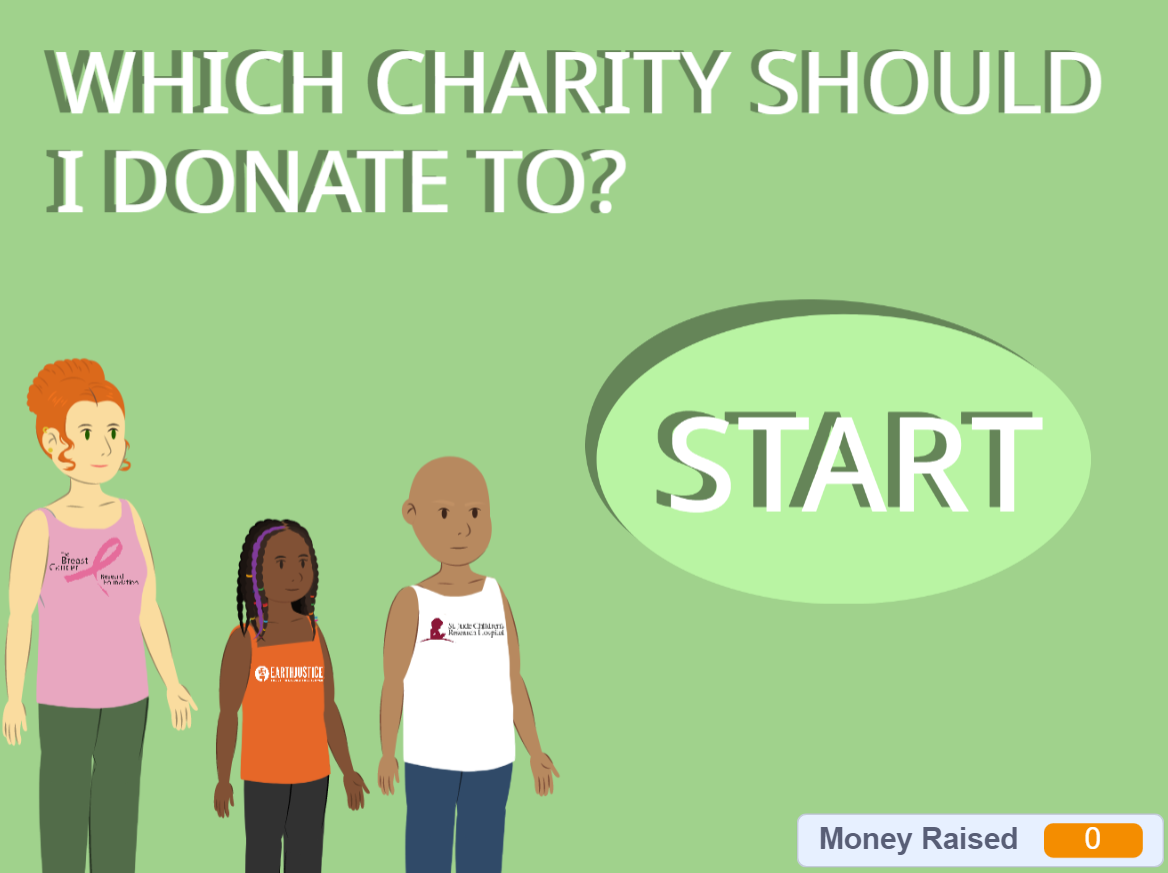 WHICH CHARITY SHOULD
I DONATE TO?
START
The
Breast
Cancer
Research
Foundation
St. Jude Children's
Research Hospital
EARTHJUSTICE
Money Raised 0